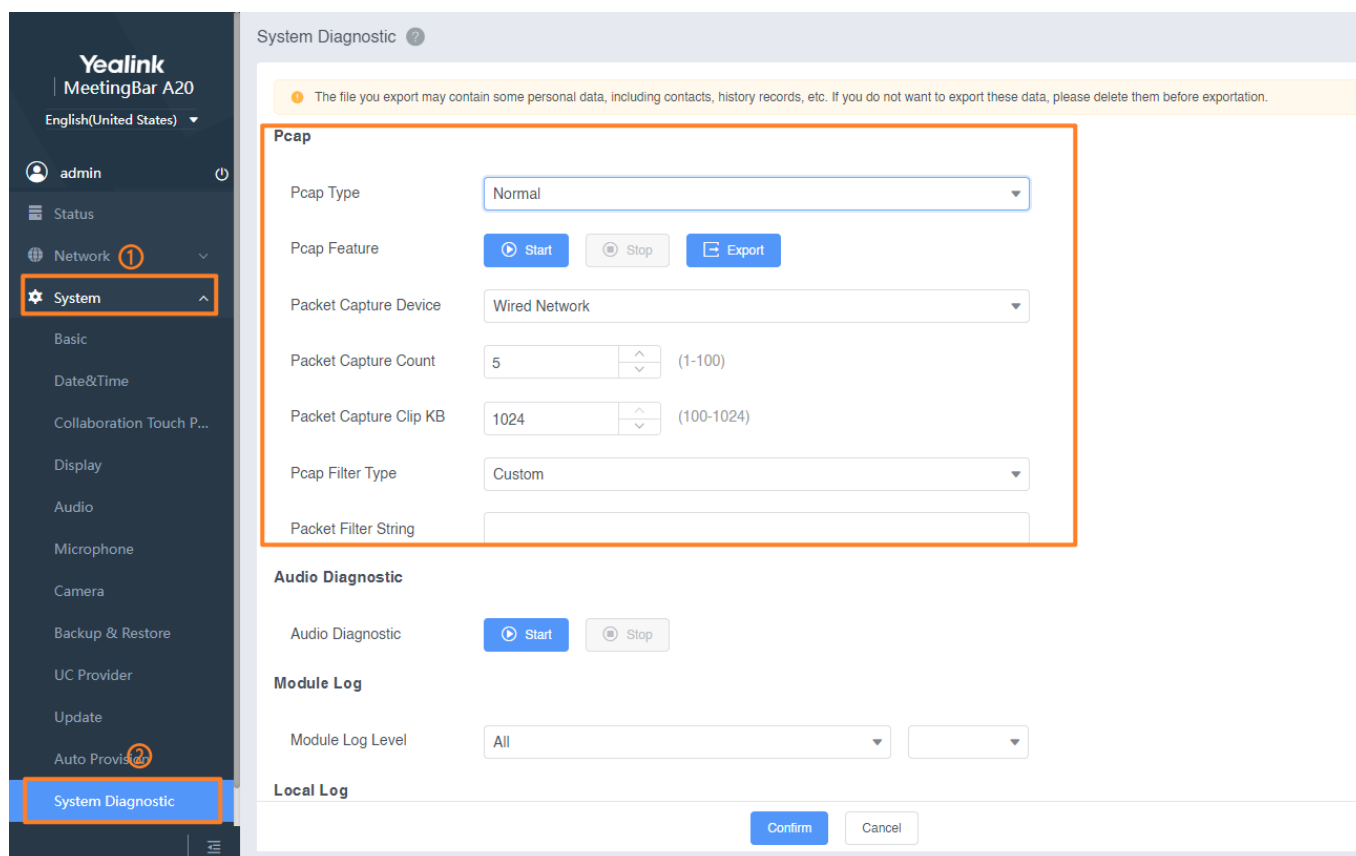 Yealink
MeetingBar A20
English(United States)
admin
Status
Network ①
System
Basic
Date&Time
Collaboration Touch P...
Display
Audio
Microphone
Camera
Backup & Restore
UC Provider
Update
Auto Provision ②
System Diagnostic
System Diagnostic ?
The file you export may contain some personal data, including contacts, history records, etc. If you do not want to export these data, please delete them before exportation.
Pcap
Pcap Type Normal
Pcap Feature Start Stop Export
Packet Capture Device Wired Network
Packet Capture Count 5 (1-100)
Packet Capture Clip KB 1024 (100-1024)
Pcap Filter Type Custom
Packet Filter String
Audio Diagnostic
Audio Diagnostic Start Stop
Module Log
Module Log Level All
Local Log
Confirm Cancel